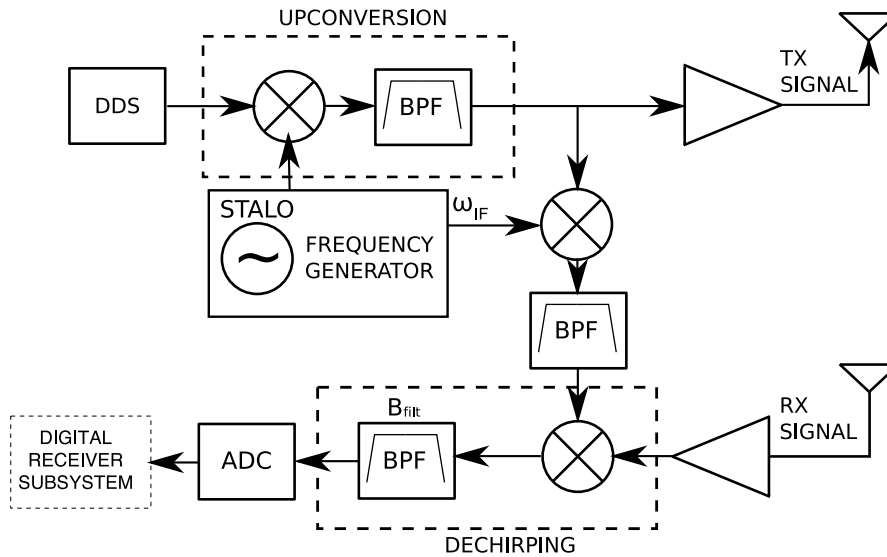 UPCONVERSION
DDS
BPF
TX
SIGNAL
STALO
~
FREQUENCY
GENERATOR
ω_IF
BPF
RX
SIGNAL
B_filt
DIGITAL
RECEIVER
SUBSYSTEM
ADC
BPF
DECHIRPING